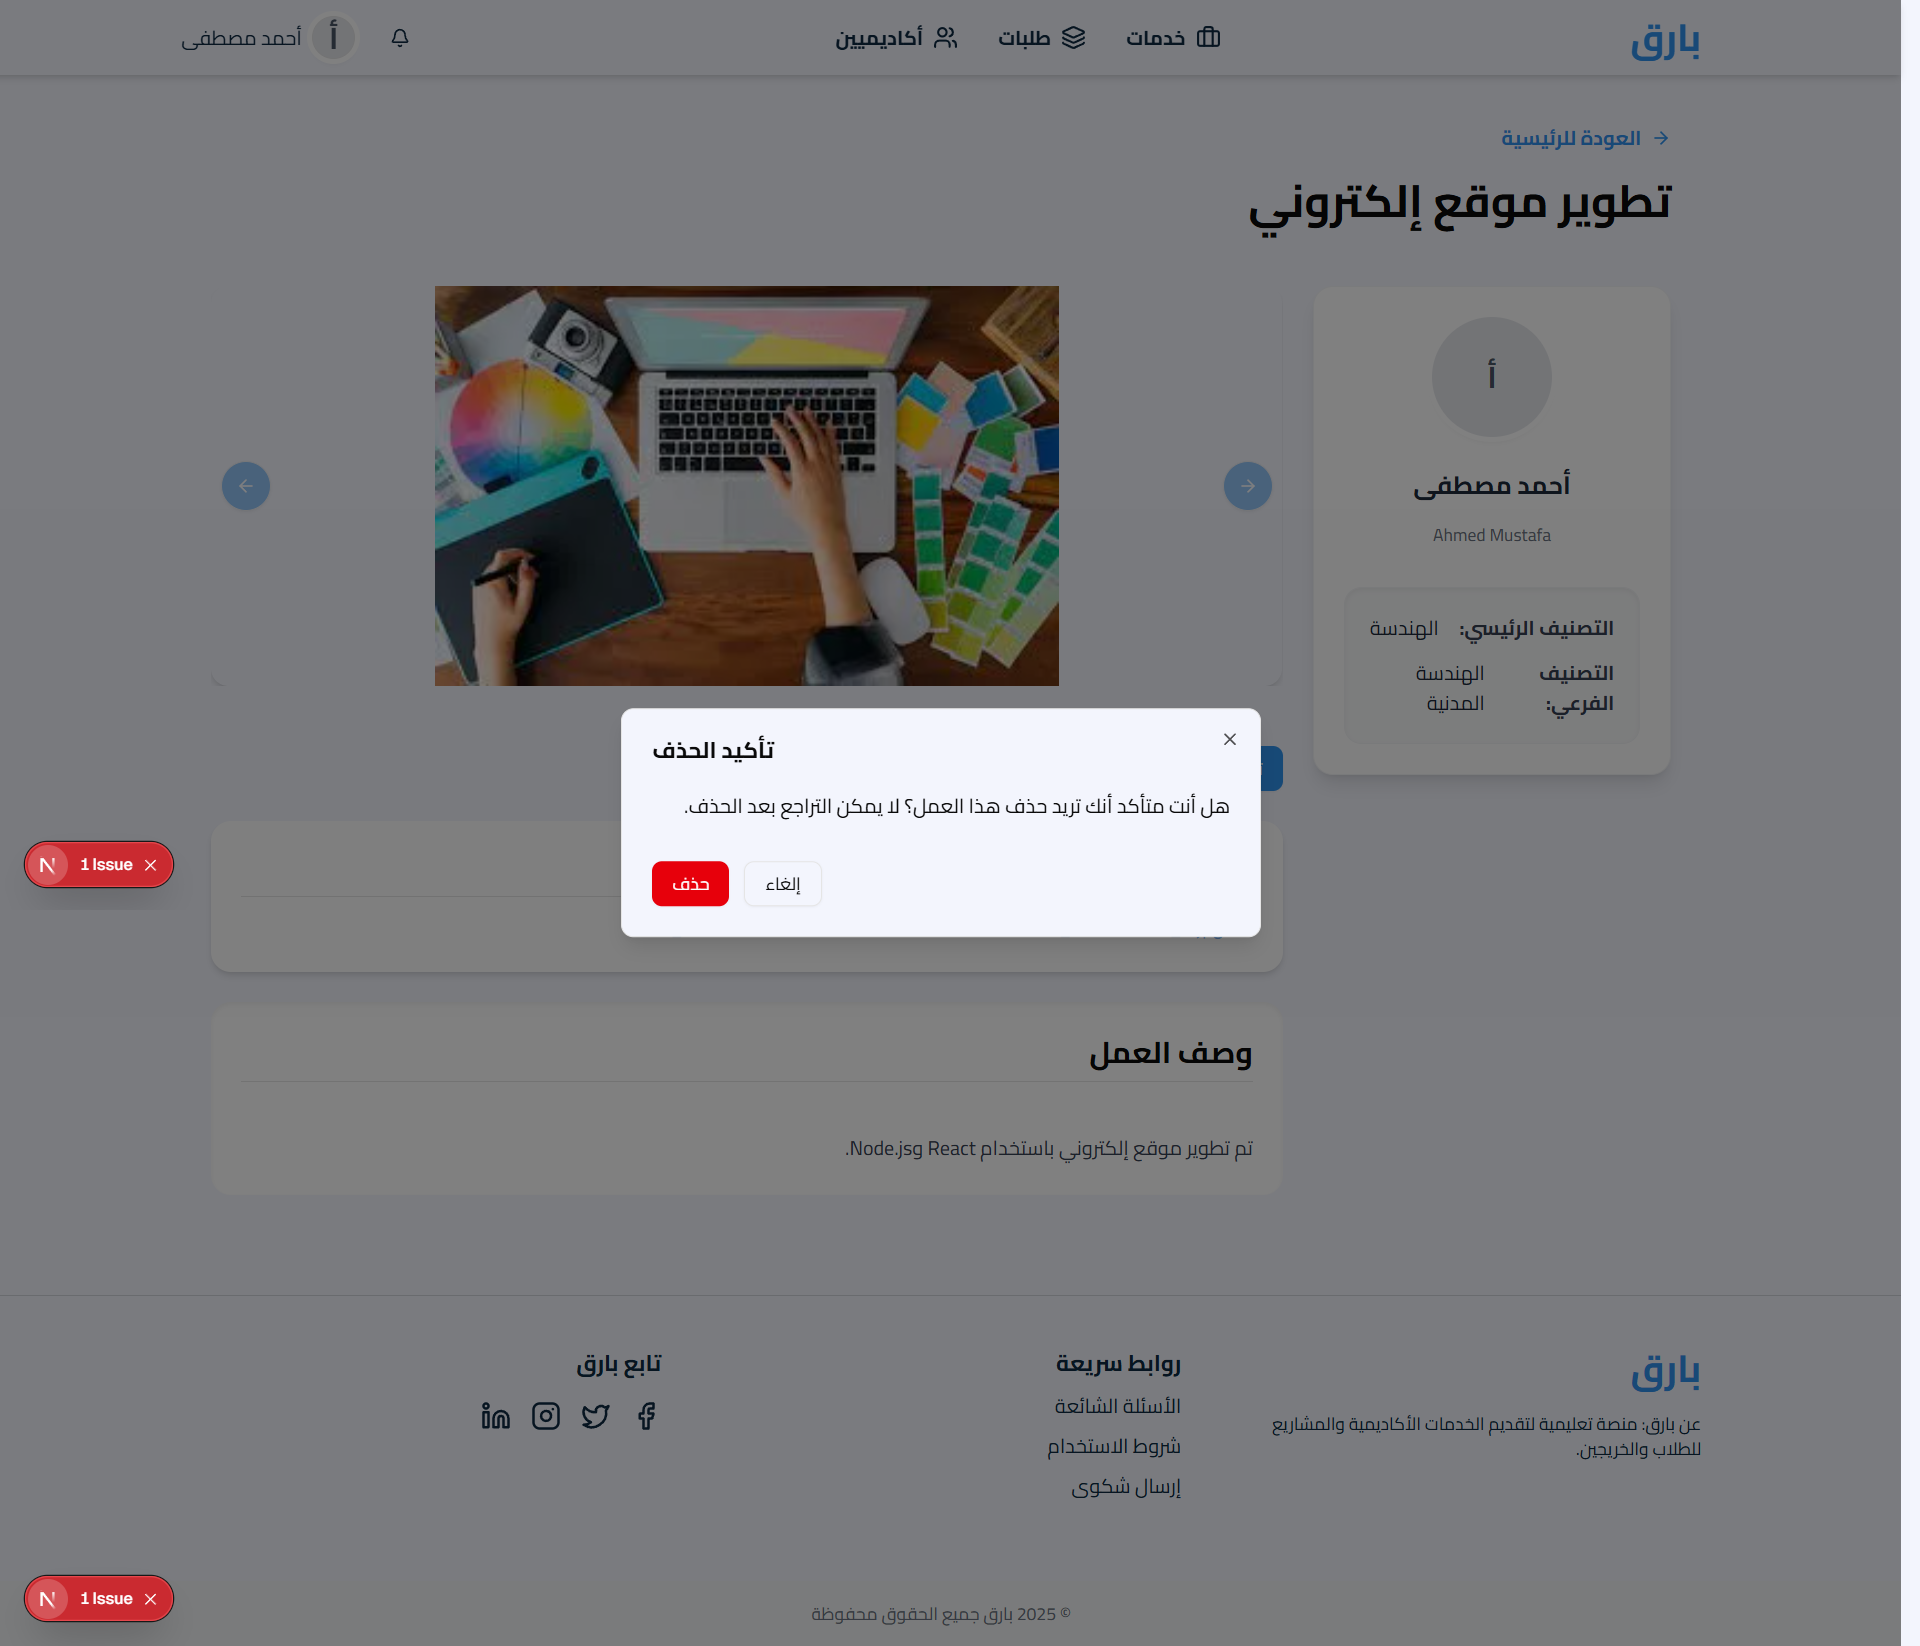 بارق
خدمات
طلبات
أكاديميين
أ
أحمد مصطفى
العودة للرئيسية
تطوير موقع إلكتروني
أ
أحمد مصطفى
Ahmed Mustafa
التصنيف الرئيسي: الهندسة
التصنيف الفرعي: الهندسة المدنية
تأكيد الحذف
هل أنت متأكد أنك تريد حذف هذا العمل؟ لا يمكن التراجع بعد الحذف.
إلغاء
حذف
1 Issue
وصف العمل
تم تطوير موقع إلكتروني باستخدام React وNode.js.
بارق
عن بارق: منصة تعليمية لتقديم الخدمات الأكاديمية والمشاريع
للطلاب والخريجين.
روابط سريعة
الأسئلة الشائعة
شروط الاستخدام
إرسال شكوى
تابع بارق
1 Issue
© 2025 بارق جميع الحقوق محفوظة